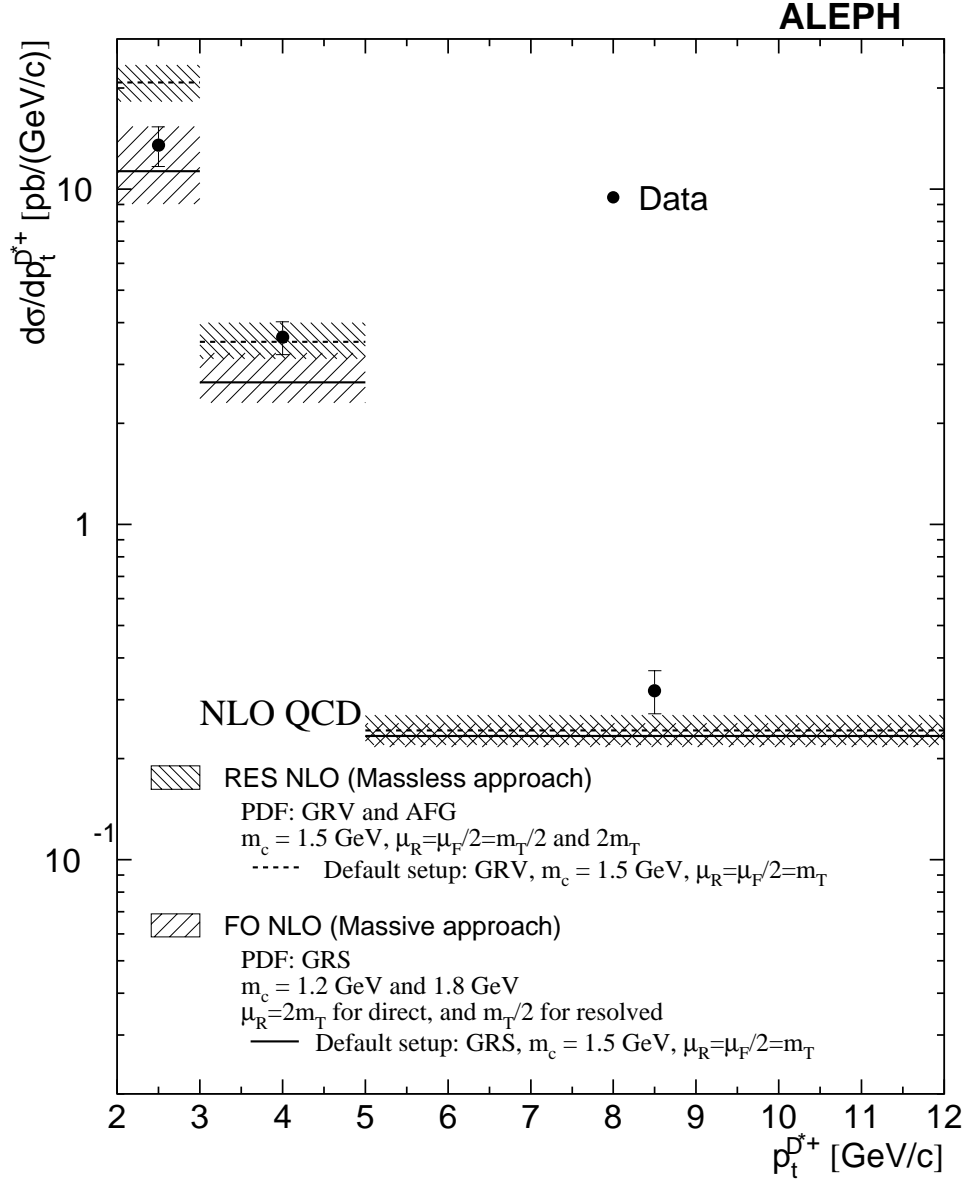 ALEPH
dσ/dp_t^{D*+} [pb/(GeV/c)]
10
1
10^{-1}
Data
NLO QCD
RES NLO (Massless approach)
PDF: GRV and AFG
m_c = 1.5 GeV, μ_R=μ_F/2=m_T/2 and 2m_T
Default setup: GRV, m_c = 1.5 GeV, μ_R=μ_F/2=m_T
FO NLO (Massive approach)
PDF: GRS
m_c = 1.2 GeV and 1.8 GeV
μ_R=2m_T for direct, and m_T/2 for resolved
Default setup: GRS, m_c = 1.5 GeV, μ_R=μ_F/2=m_T
2 3 4 5 6 7 8 9 10 11 12
p_t^{D*+} [GeV/c]